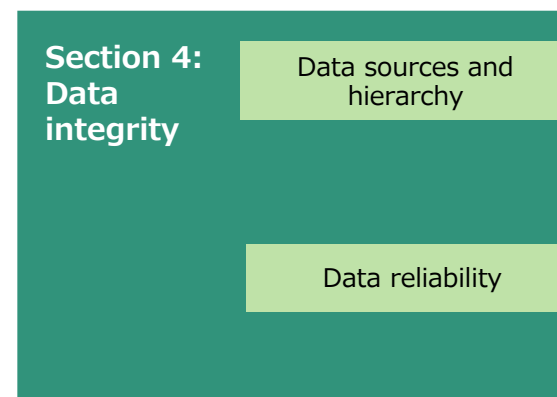 Section 4:
Data
integrity
Data sources and
hierarchy
Data reliability